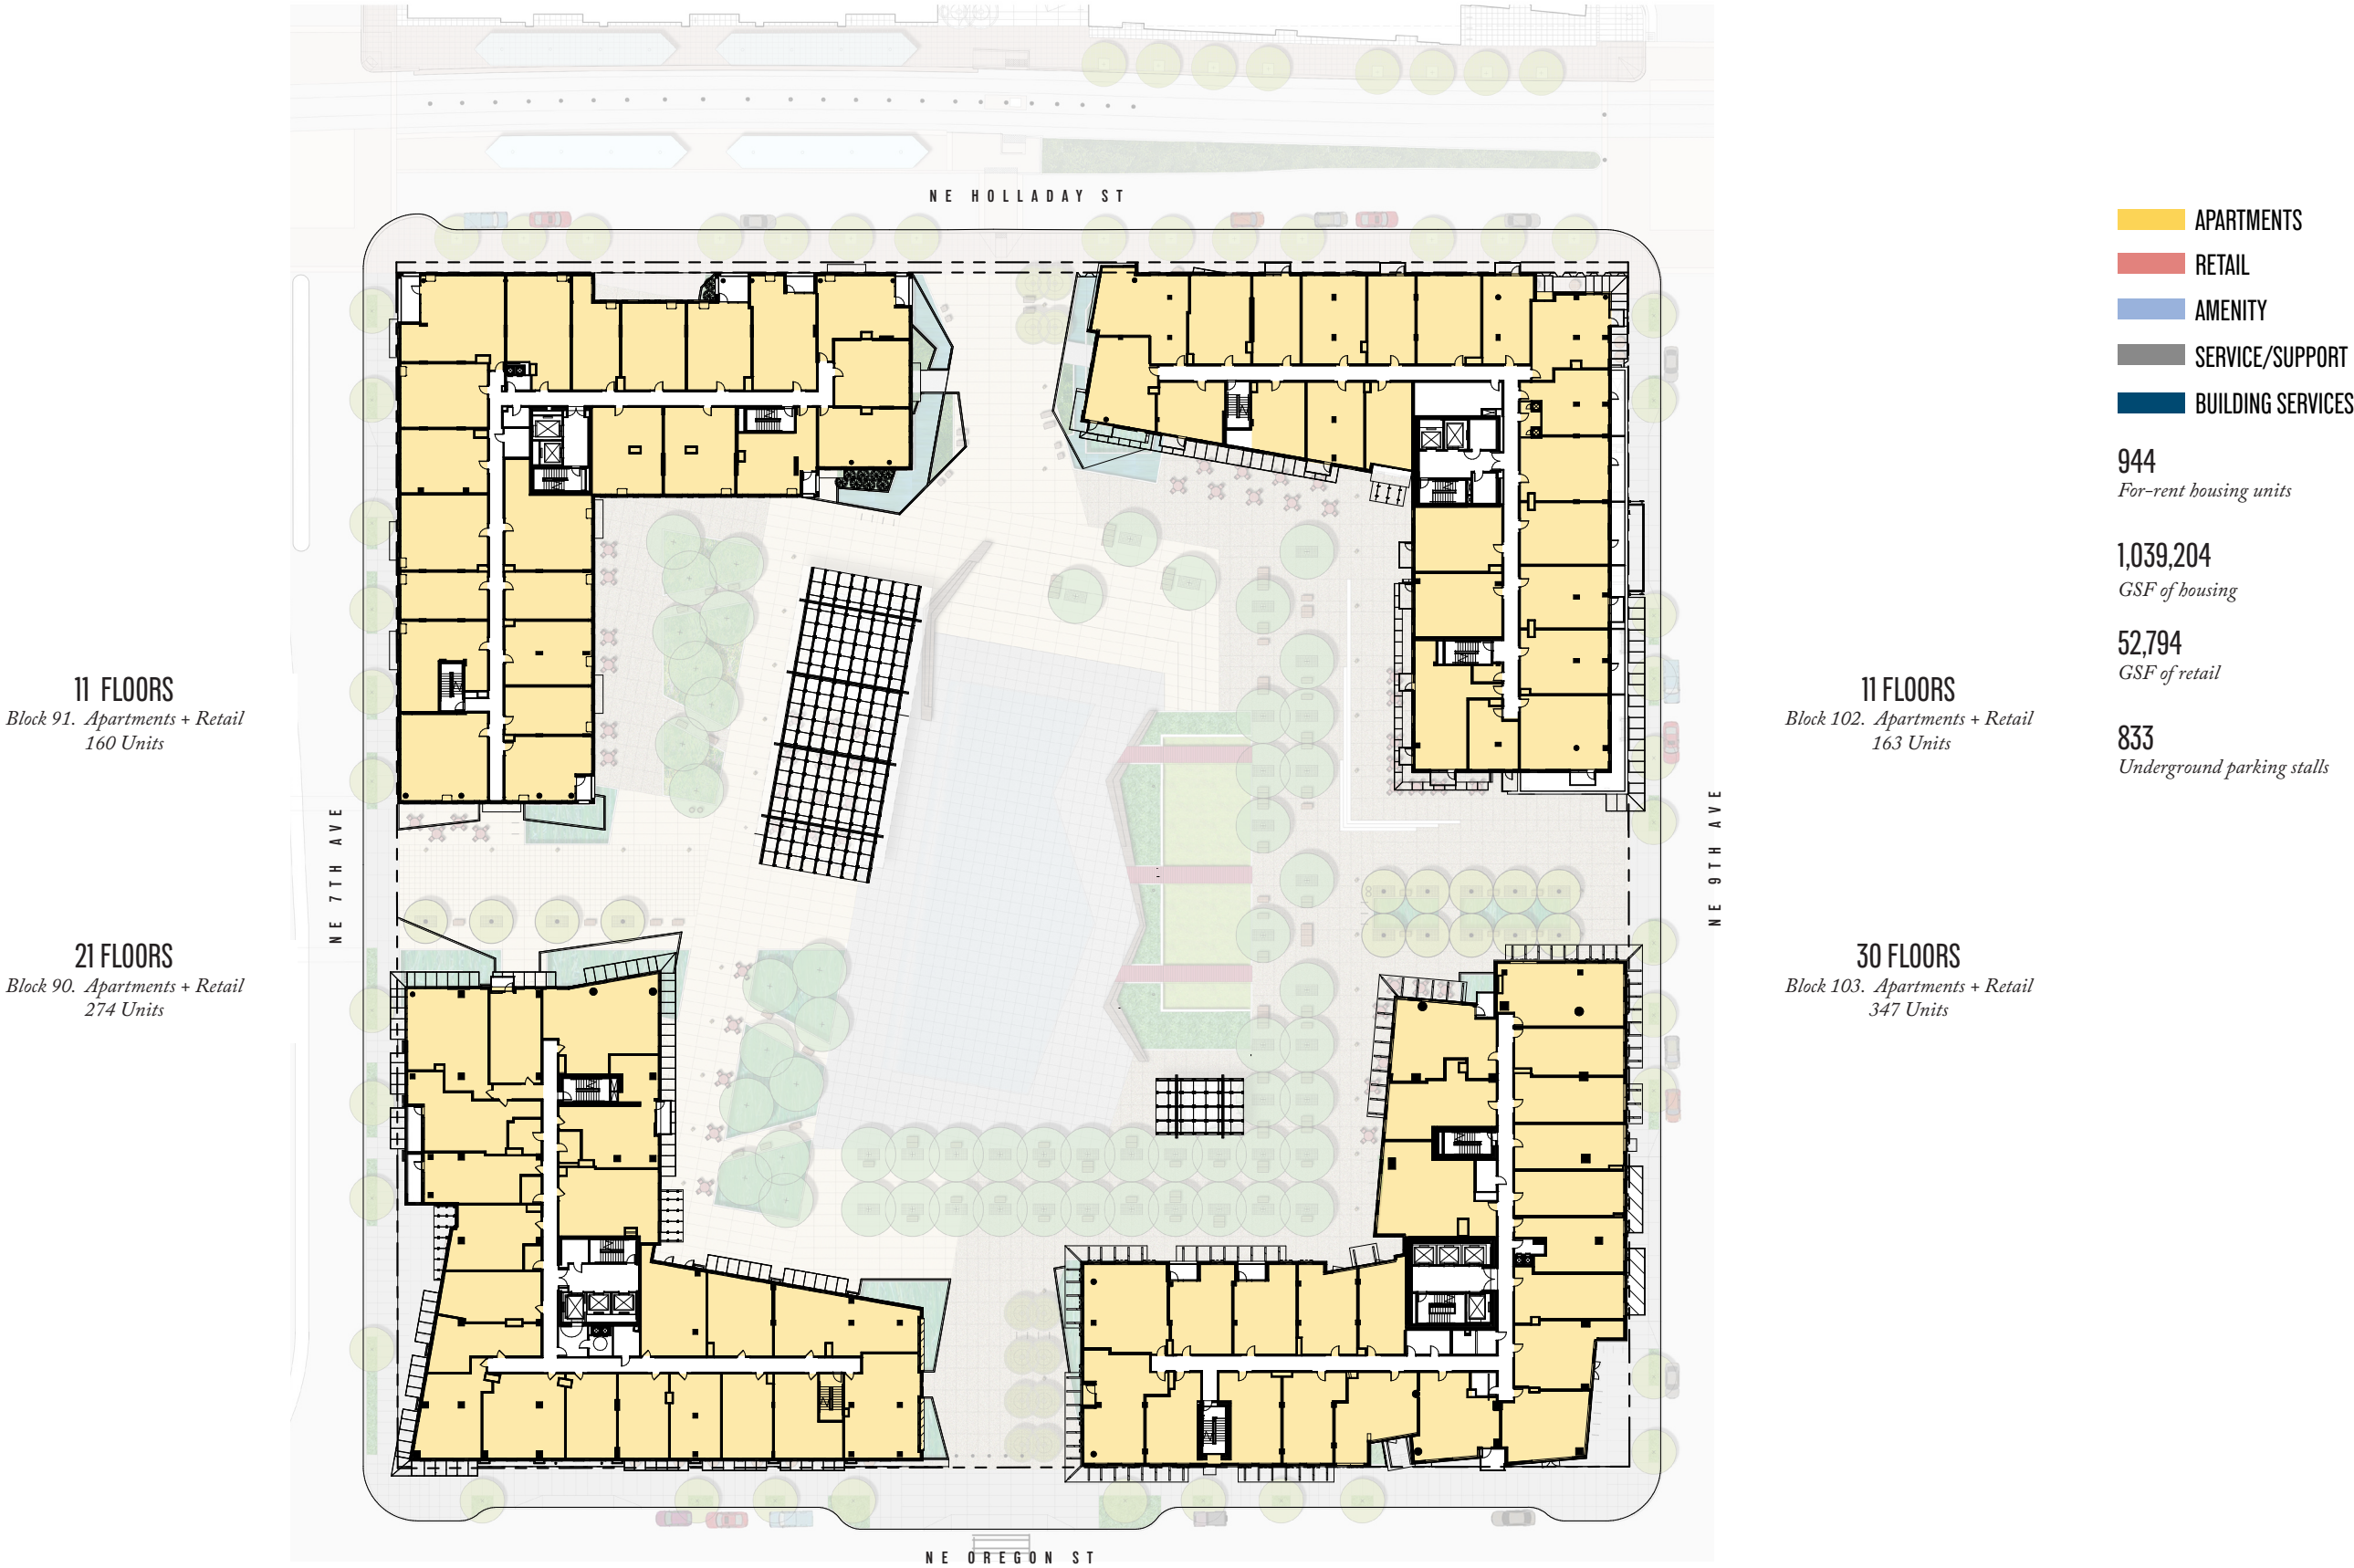 NE HOLLADAY ST
APARTMENTS
RETAIL
AMENITY
SERVICE/SUPPORT
BUILDING SERVICES
944
For-rent housing units
1,039,204
GSF of housing
52,794
GSF of retail
833
Underground parking stalls
11 FLOORS
Block 91. Apartments + Retail
160 Units
11 FLOORS
Block 102. Apartments + Retail
163 Units
NE 7TH AVE
NE 9TH AVE
21 FLOORS
Block 90. Apartments + Retail
274 Units
30 FLOORS
Block 103. Apartments + Retail
347 Units
NE OREGON ST